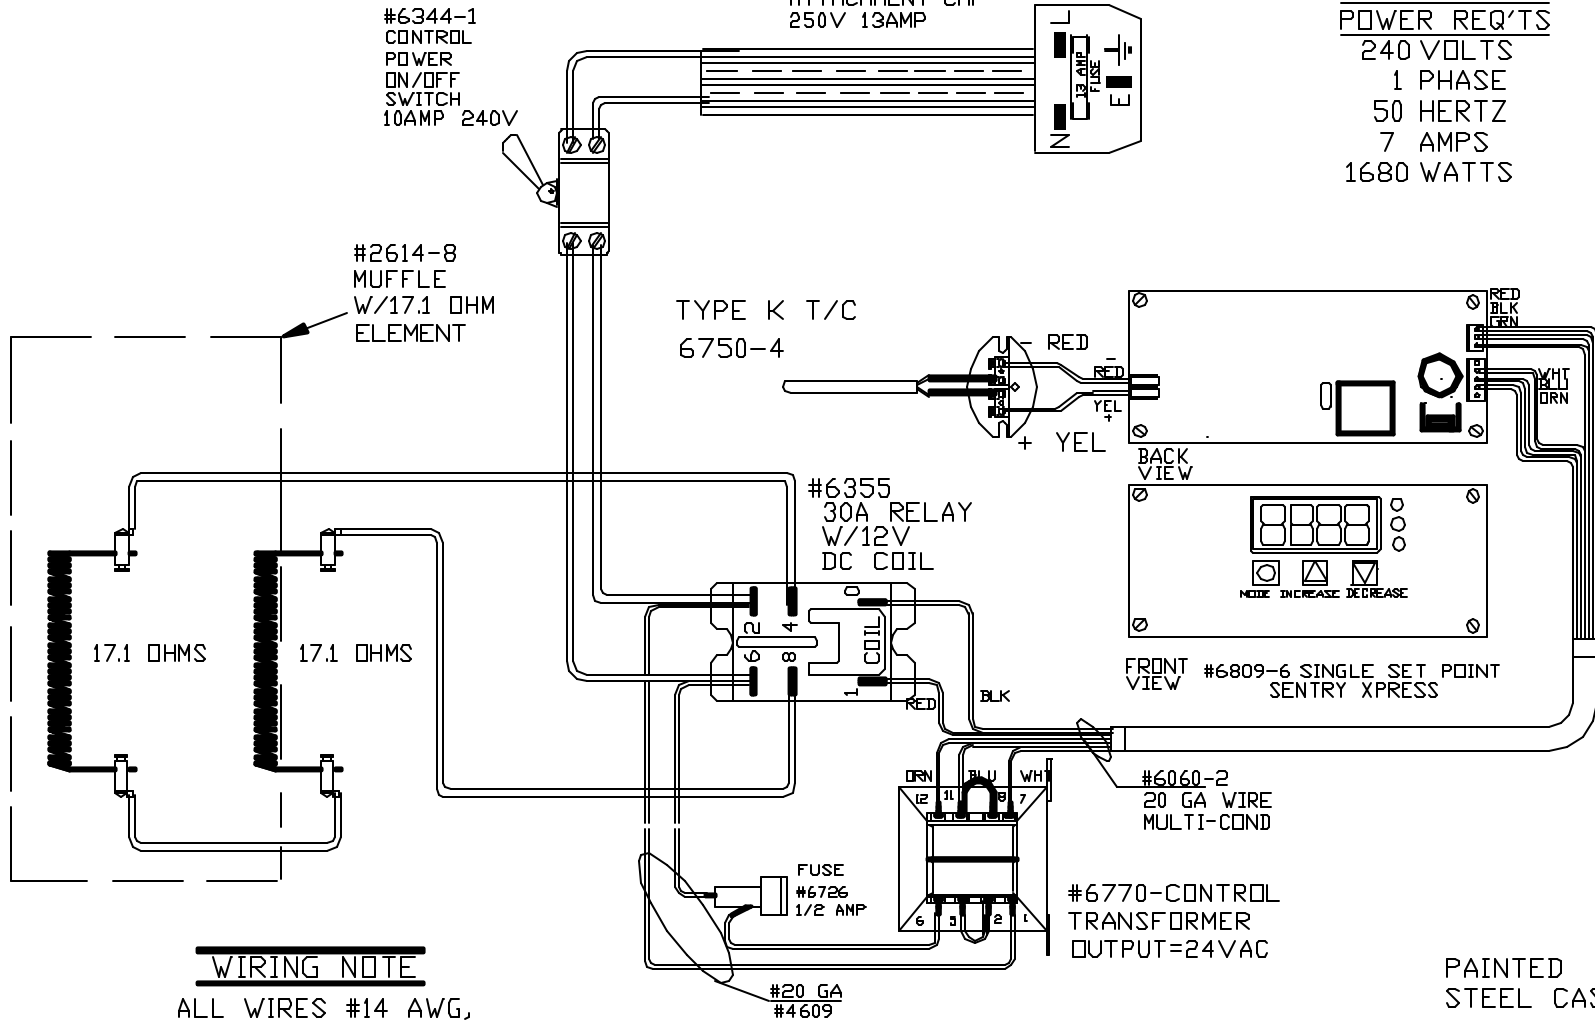 #6344-1
CONTROL
POWER
ON/OFF
SWITCH
10AMP 240V
250V 13AMP
L
13 AMP
FUSE
E
N
POWER REQ'TS
240 VOLTS
1 PHASE
50 HERTZ
7 AMPS
1680 WATTS
#2614-8
MUFFLE
W/17.1 OHM
ELEMENT
TYPE K T/C
6750-4
- RED
-
RED
YEL
+
+ YEL
RED
BLK
ORN
WHT
BLU
ORN
BACK
VIEW
#6355
30A RELAY
W/12V
DC COIL
MODE INCREASE DECREASE
17.1 OHMS
17.1 OHMS
2
4
0
6
8
COIL
1
RED
BLK
FRONT
VIEW
#6809-6 SINGLE SET POINT
SENTRY XPRESS
ORN BLU WHT
12 11 8 7
#6060-2
20 GA WIRE
MULTI-COND
FUSE
#6726
1/2 AMP
6 5 2 1
#6770-CONTROL
TRANSFORMER
OUTPUT=24VAC
WIRING NOTE
ALL WIRES #14 AWG,
#20 GA
#4609
PAINTED
STEEL